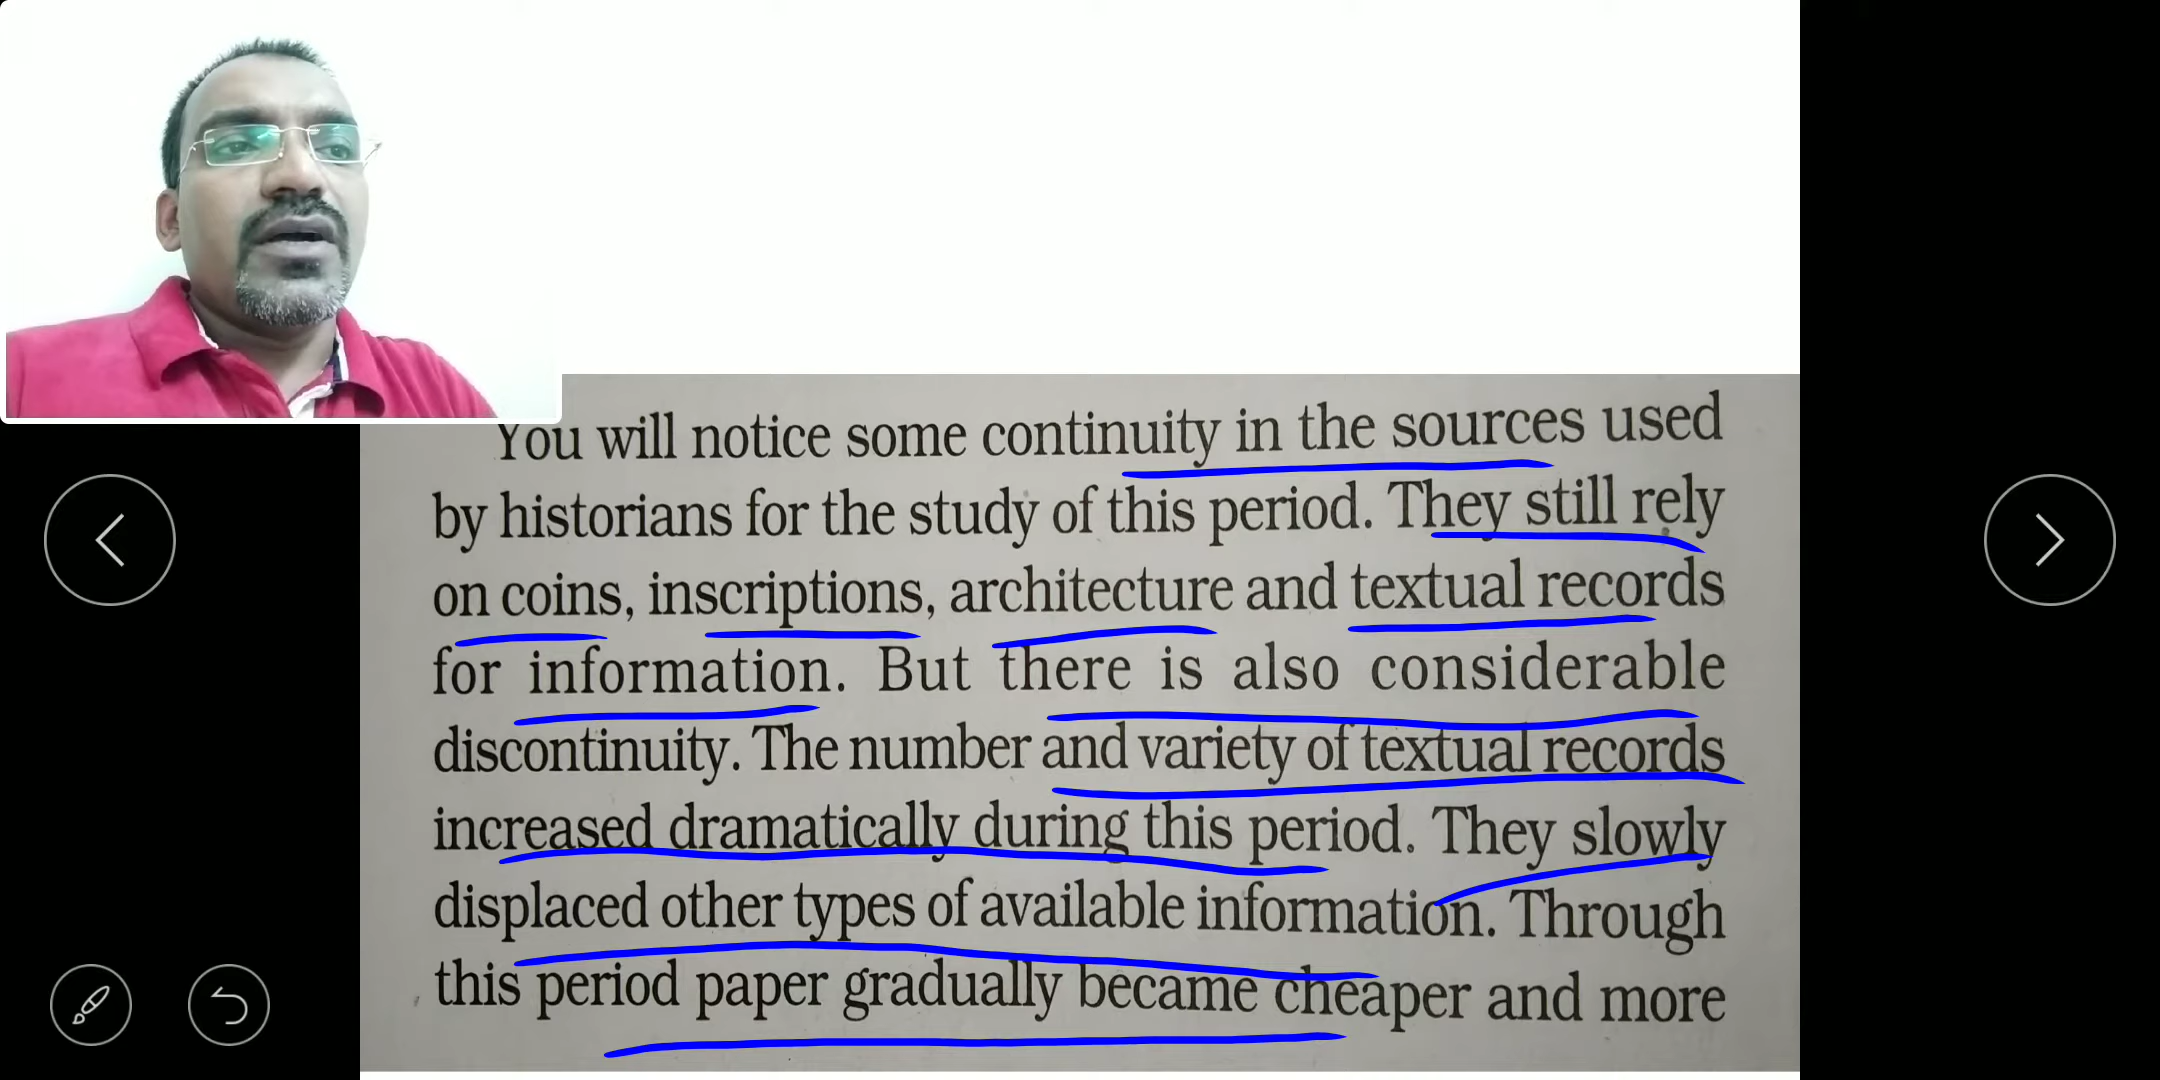 You will notice some continuity in the sources used
by historians for the study of this period. They still rely
on coins, inscriptions, architecture and textual records
for information. But there is also considerable
discontinuity. The number and variety of textual records
increased dramatically during this period. They slowly
displaced other types of available information. Through
this period paper gradually became cheaper and more